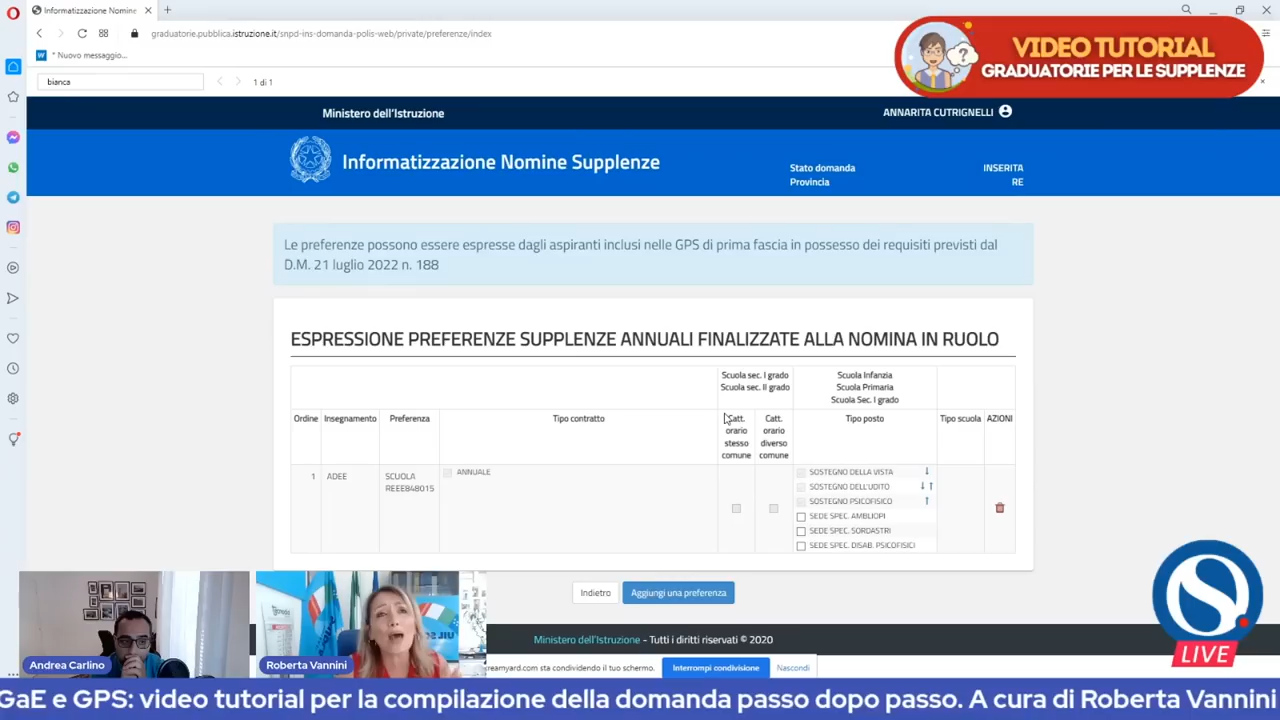 Informatizzazione Nomine
graduatorie.pubblica.istruzione.it/snpd-ins-domanda-polis-web/private/preferenze/index
* Nuovo messaggio...
bianca
1 di 1
VIDEO TUTORIAL
GRADUATORIE PER LE SUPPLENZE
Ministero dell'Istruzione
ANNARITA CUTRIGNELLI
Informatizzazione Nomine Supplenze
Stato domanda
INSERITA
Provincia
RE
Le preferenze possono essere espresse dagli aspiranti inclusi nelle GPS di prima fascia in possesso dei requisiti previsti dal
D.M. 21 luglio 2022 n. 188
ESPRESSIONE PREFERENZE SUPPLENZE ANNUALI FINALIZZATE ALLA NOMINA IN RUOLO
Scuola sec. I grado
Scuola sec. II grado
Scuola Infanzia
Scuola Primaria
Scuola Sec. I grado
Ordine
Insegnamento
Preferenza
Tipo contratto
Catt.
orario
stesso
comune
Catt.
orario
diverso
comune
Tipo posto
Tipo scuola
AZIONI
1
ADEE
SCUOLA
REEE848015
ANNUALE
SOSTEGNO DELLA VISTA
SOSTEGNO DELL'UDITO
SOSTEGNO PSICOFISICO
SEDE SPEC. AMBLIOPI
SEDE SPEC. SORDASTRI
SEDE SPEC. DISAB. PSICOFISICI
Indietro
Aggiungi una preferenza
Ministero dell'Istruzione - Tutti i diritti riservati © 2020
reamyard.com sta condividendo il tuo schermo.
Interrompi condivisione
Nascondi
Andrea Carlino
Roberta Vannini
S
LIVE
GaE e GPS: video tutorial per la compilazione della domanda passo dopo passo. A cura di Roberta Vannini